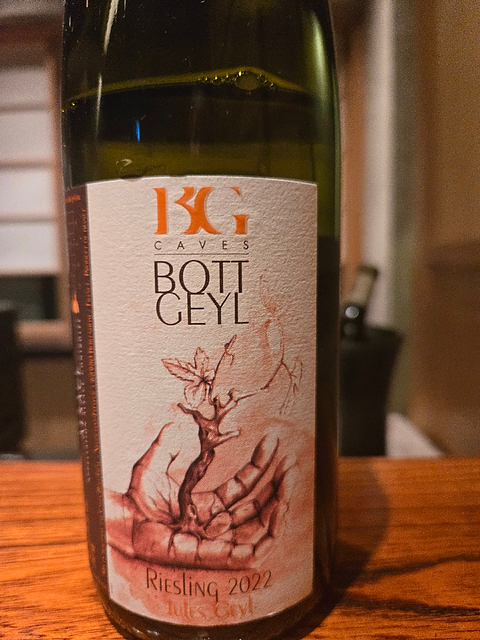 BG
CAVES
BOTT
GEYL
Riesling 2022
Jules Geyl